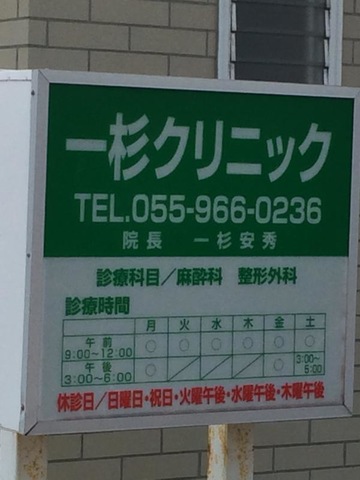 一杉クリニック
TEL.055-966-0236
院長 一杉安秀
診療科目/麻酔科 整形外科
診療時間
月 火 水 木 金 土
午前 9:00〜12:00 ○ ○ ○ ○ ○ ○
午後 3:00〜6:00 ○ / / / ○ 3:00〜6:00
休診日/日曜日・祝日・火曜午後・水曜午後・木曜午後